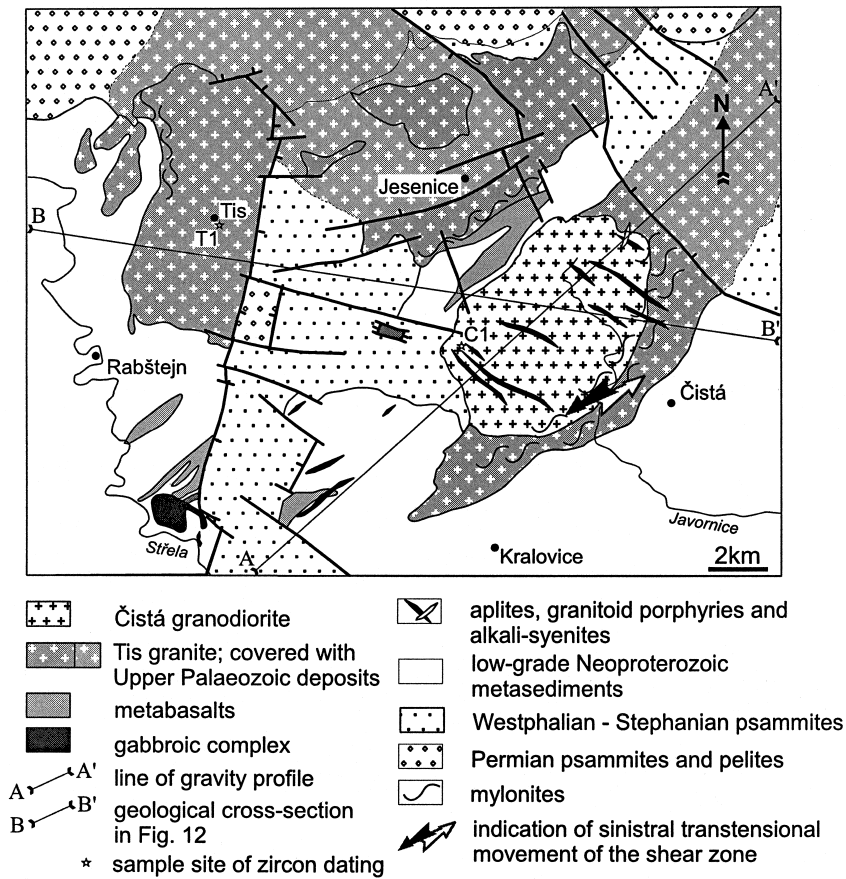 A'
N
Jesenice
B
Tis
T1
C1
B'
Rabštejn
Čistá
Javornice
Střela
A
Kralovice
2km
Čistá granodiorite
Tis granite; covered with
Upper Palaeozoic deposits
metabasalts
gabbroic complex
A A' line of gravity profile
B B' geological cross-section
in Fig. 12
sample site of zircon dating
aplites, granitoid porphyries and
alkali-syenites
low-grade Neoproterozoic
metasediments
Westphalian - Stephanian psammites
Permian psammites and pelites
mylonites
indication of sinistral transtensional
movement of the shear zone